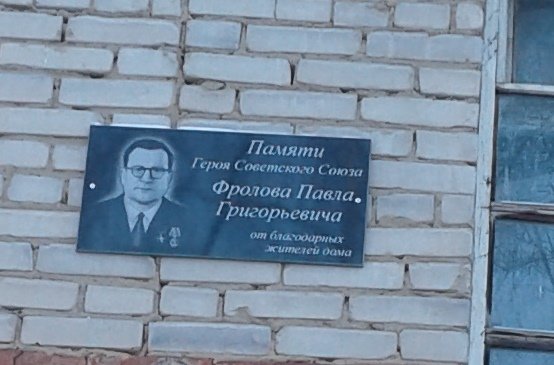 Памяти
Героя Советского Союза
Фролова Павла
Григорьевича
от благодарных
жителей дома